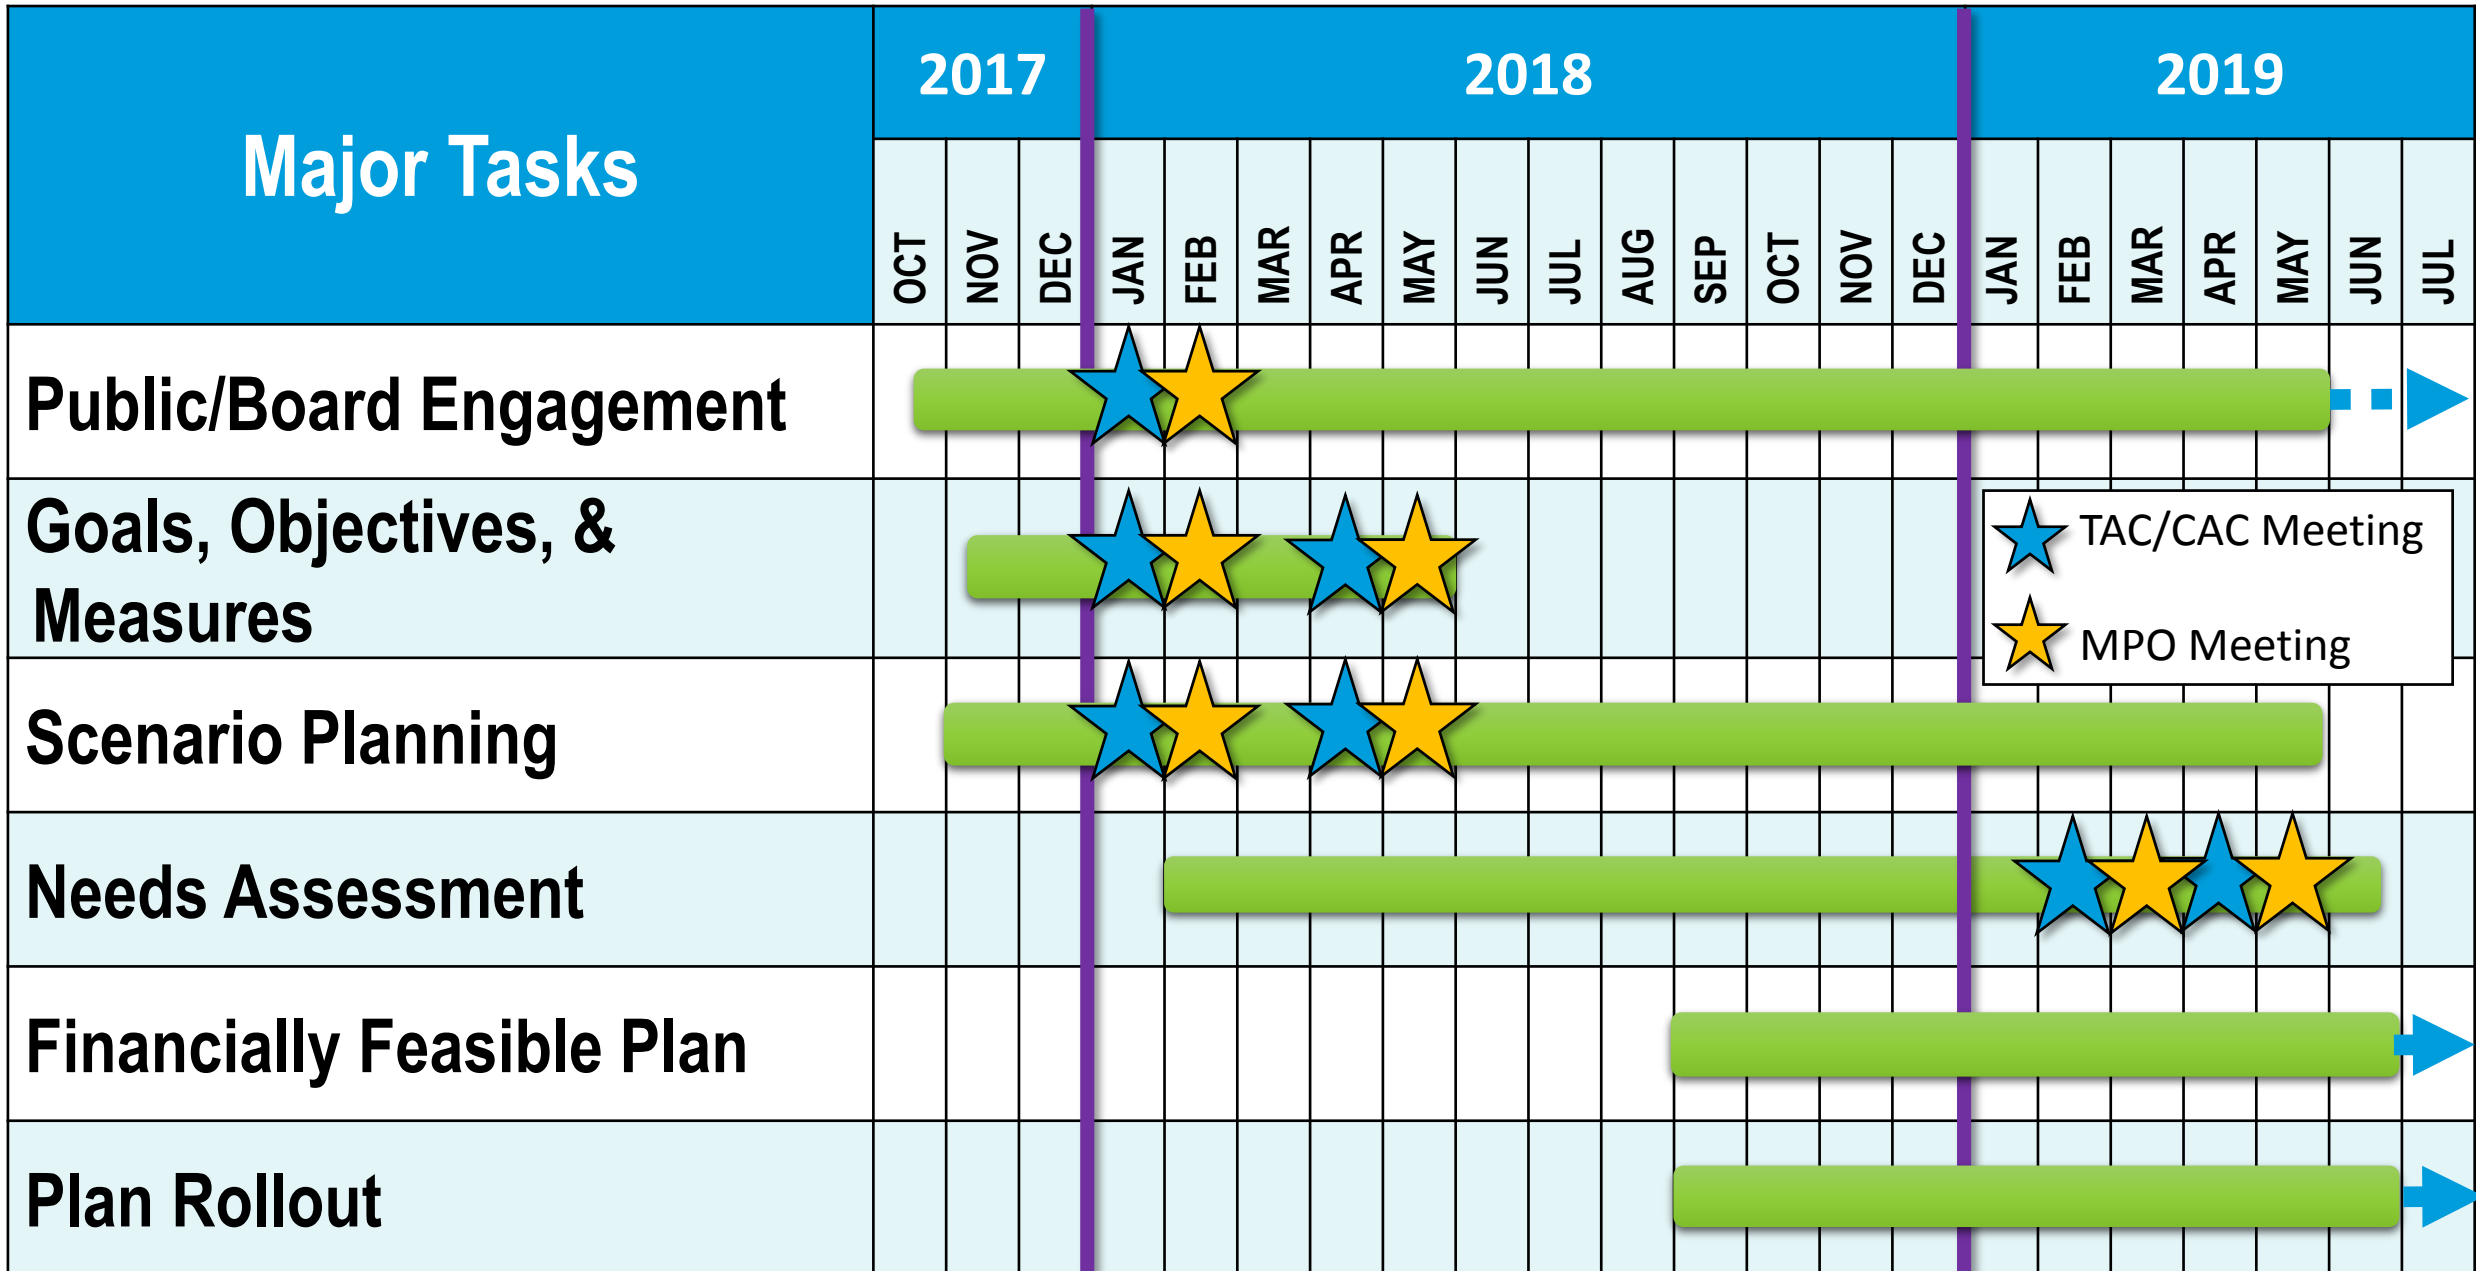 Major Tasks
2017 2018 2019
OCT NOV DEC JAN FEB MAR APR MAY JUN JUL AUG SEP OCT NOV DEC JAN FEB MAR APR MAY JUN JUL
Public/Board Engagement
Goals, Objectives, &
Measures
TAC/CAC Meeting
MPO Meeting
Scenario Planning
Needs Assessment
Financially Feasible Plan
Plan Rollout